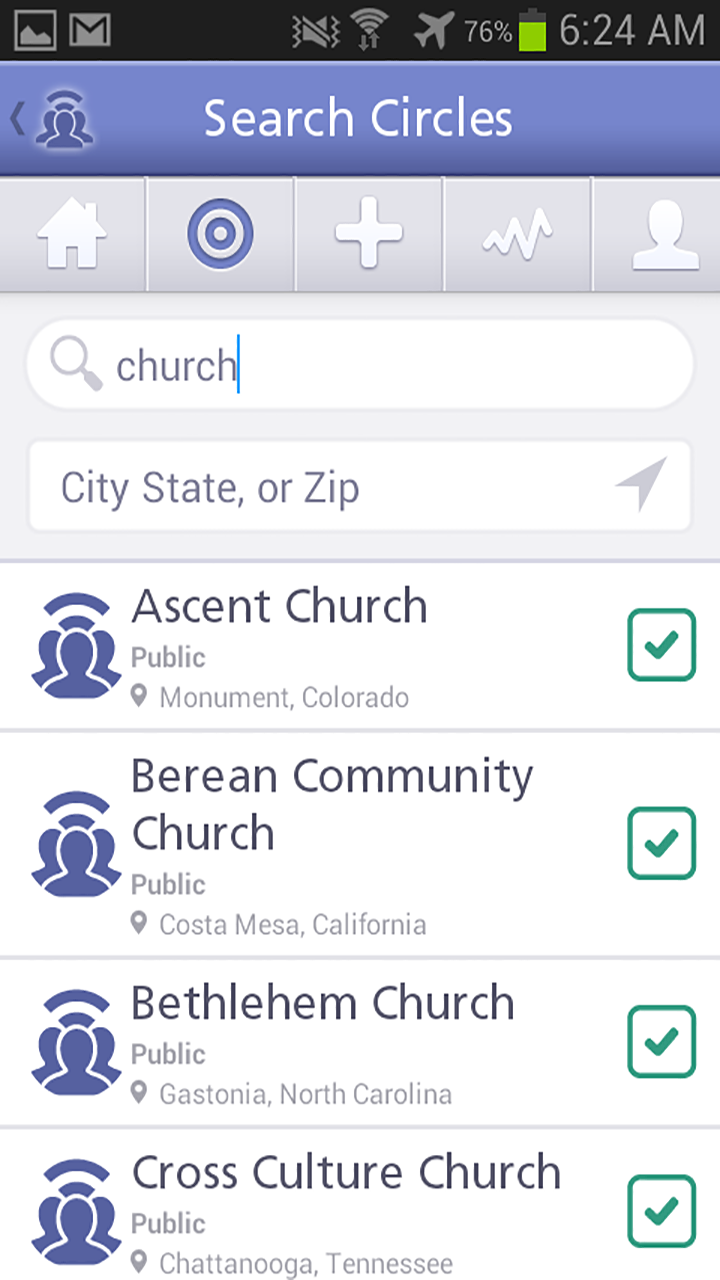 76% 6:24 AM
Search Circles
church
City State, or Zip
Ascent Church
Public
Monument, Colorado
Berean Community
Church
Public
Costa Mesa, California
Bethlehem Church
Public
Gastonia, North Carolina
Cross Culture Church
Public
Chattanooga, Tennessee